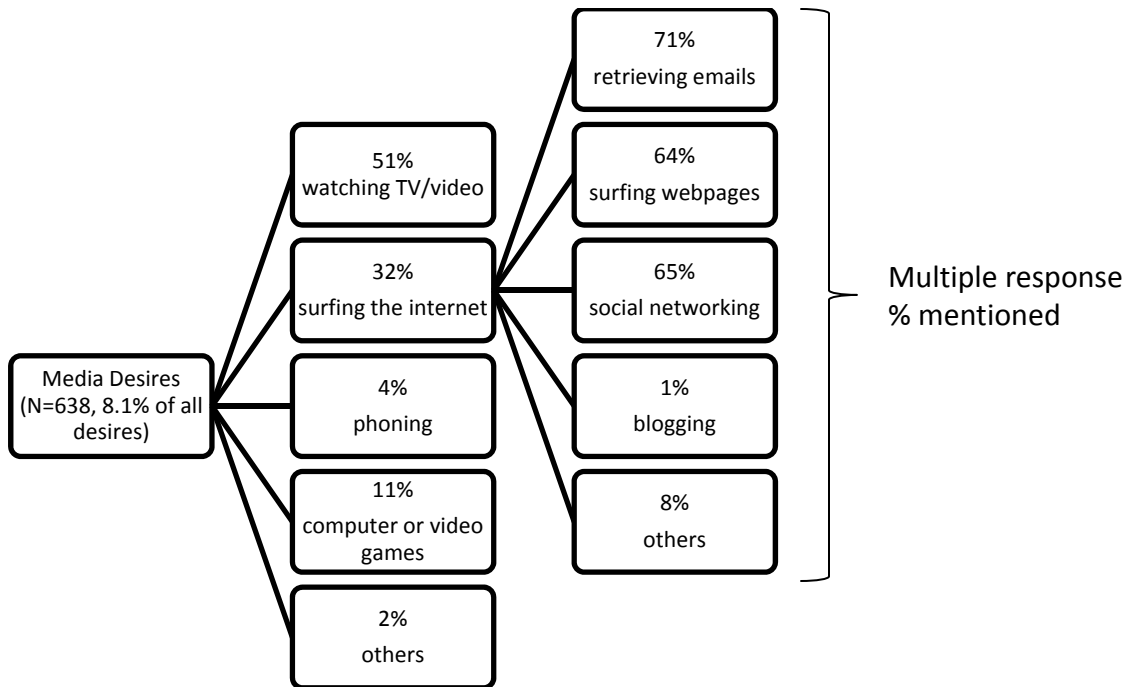 Media Desires
(N=638, 8.1% of all
desires)
51%
watching TV/video
32%
surfing the internet
4%
phoning
11%
computer or video
games
2%
others
71%
retrieving emails
64%
surfing webpages
65%
social networking
1%
blogging
8%
others
Multiple response
% mentioned